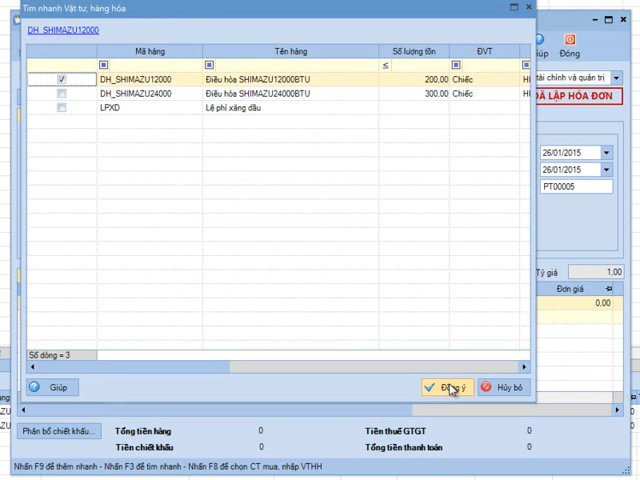 Tìm nhanh Vật tư, hàng hóa
DH_SHIMAZU12000
Mã hàng Tên hàng Số lượng tồn ĐVT
≤
DH_SHIMAZU12000 Điều hòa SHIMAZU12000BTU 200,00 Chiếc
DH_SHIMAZU24000 Điều hòa SHIMAZU24000BTU 300,00 Chiếc
LPXD Lệ phí xăng dầu
Số dòng = 3
Giúp Đồng ý Hủy bỏ
Đóng
tài chính và quản trị
LẬP HÓA ĐƠN
26/01/2015
26/01/2015
PT00005
Tỷ giá 1,00
Đơn giá
0,00
Phân bổ chiết khấu... Tổng tiền hàng 0 Tiền thuế GTGT 0
Tiền chiết khấu 0 Tổng tiền thanh toán 0
Nhấn F9 để thêm nhanh - Nhấn F3 để tìm nhanh - Nhấn F8 để chọn CT mua, nhập VTHH